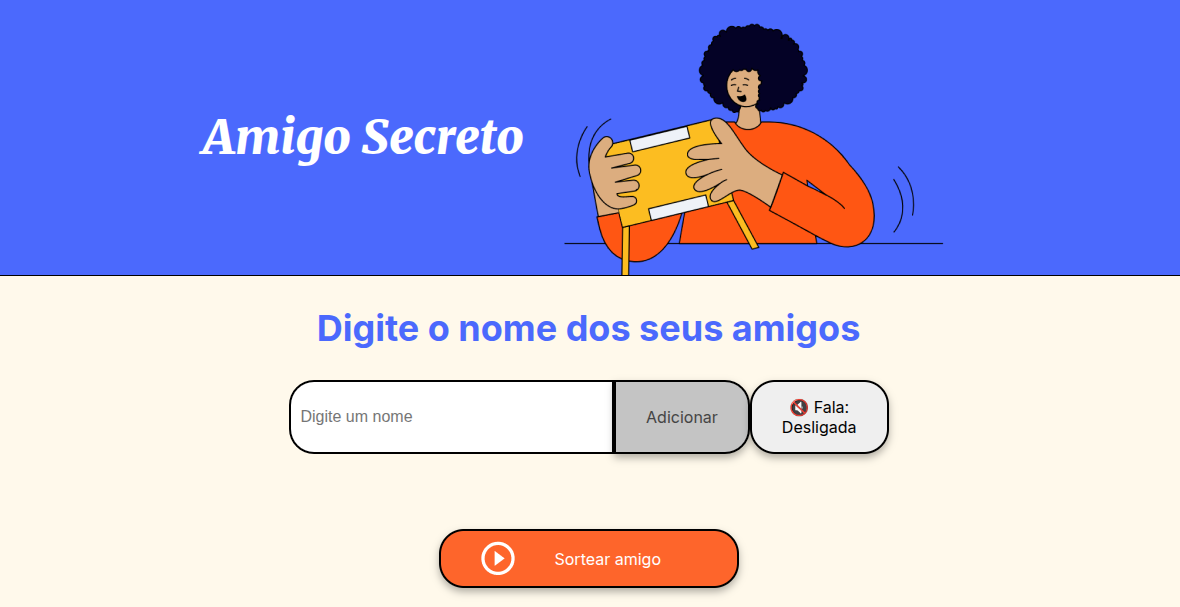 Amigo Secreto
Digite o nome dos seus amigos
Digite um nome
Adicionar
🔇 Fala:
Desligada
Sortear amigo